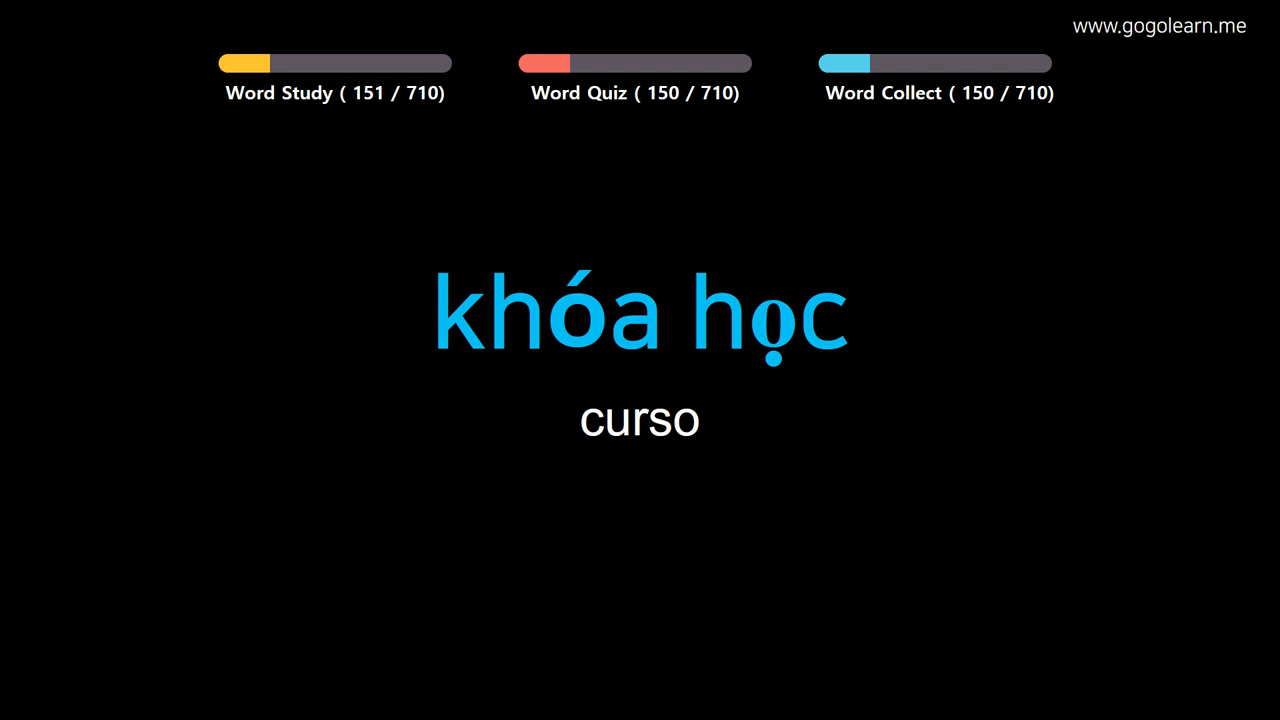 www.gogolearn.me
Word Study ( 151 / 710)
Word Quiz ( 150 / 710)
Word Collect ( 150 / 710)
khóa học
curso